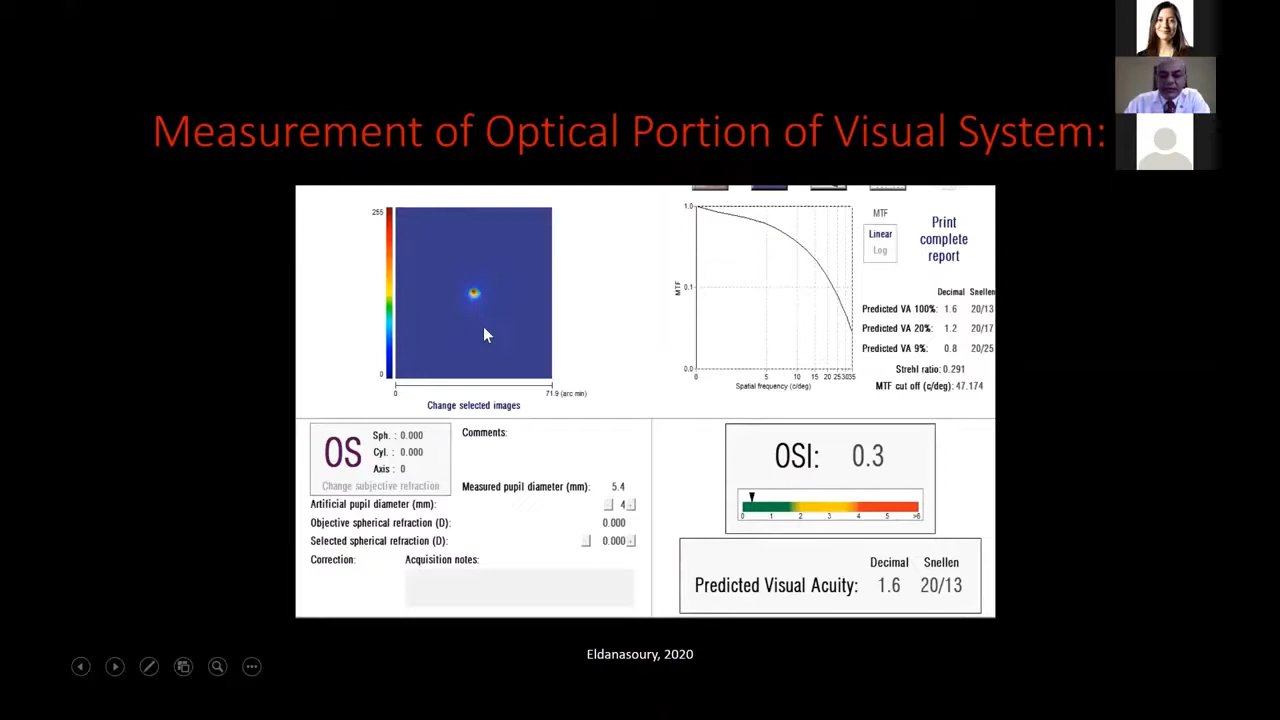 Measurement of Optical Portion of Visual System:
255
0
0
71.9 (arc min)
Change selected images
1.0
0.1
0.0
MTF
0 5 10 15 20 25 30 35
Spatial frequency (c/deg)
MTF
Linear
Log
Print
complete
report
Decimal Snellen
Predicted VA 100%: 1.6 20/13
Predicted VA 20%: 1.2 20/17
Predicted VA 9%: 0.8 20/25
Strehl ratio: 0.291
MTF cut off (c/deg): 47.174
OS
Sph. : 0.000
Cyl. : 0.000
Axis : 0
Change subjective refraction
Comments:
Measured pupil diameter (mm): 5.4
Artificial pupil diameter (mm): 4
Objective spherical refraction (D): 0.000
Selected spherical refraction (D): 0.000
Correction:
Acquisition notes:
OSI: 0.3
0 1 2 3 4 5 >6
Decimal Snellen
Predicted Visual Acuity: 1.6 20/13
Eldanasoury, 2020